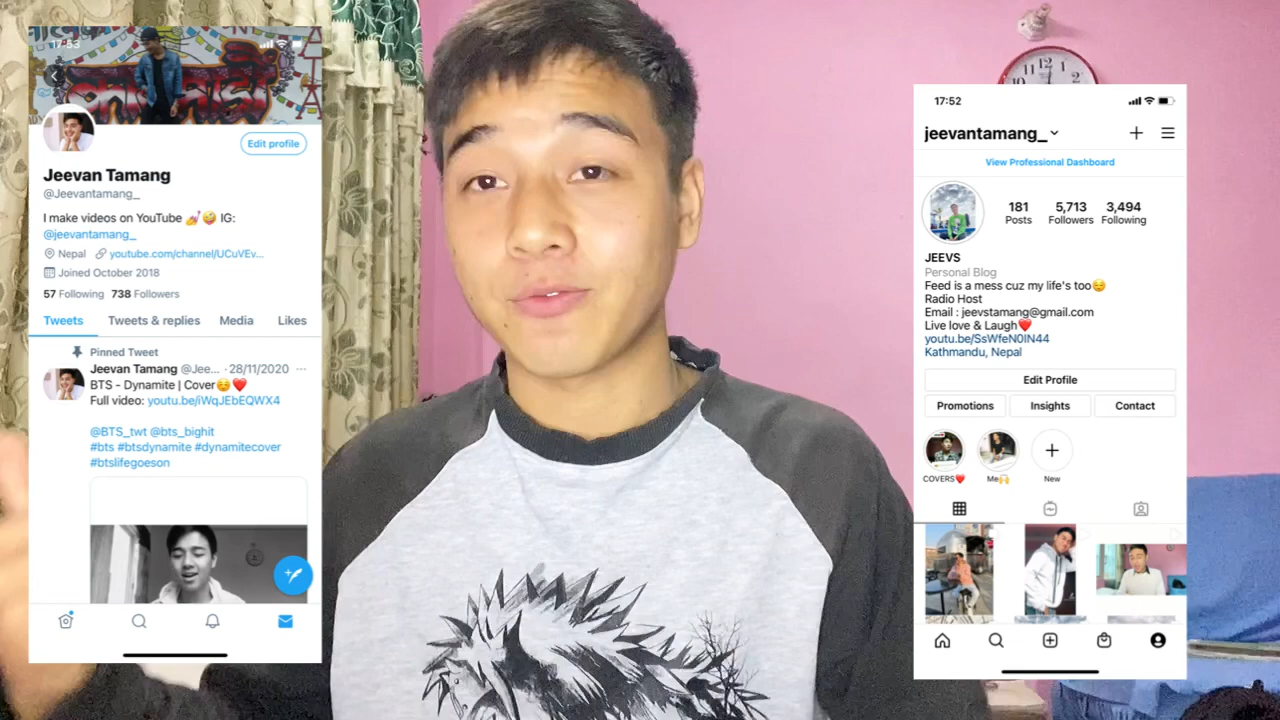 17:53
Edit profile
Jeevan Tamang
@Jeevantamang_
I make videos on YouTube 💅🤪 IG:
@jeevantamang_
Nepal youtube.com/channel/UCuVEv...
Joined October 2018
57 Following 738 Followers
Tweets Tweets & replies Media Likes
Pinned Tweet
Jeevan Tamang @Jee... · 28/11/2020 ...
BTS - Dynamite | Cover☺️❤️
Full video: youtu.be/iWqJEbEQWX4
@BTS_twt @bts_bighit
#bts #btsdynamite #dynamitecover
#btslifegoeson
12
17:52
jeevantamang_
View Professional Dashboard
181 5,713 3,494
Posts Followers Following
JEEVS
Personal Blog
Feed is a mess cuz my life's too☺️
Radio Host
Email : jeevstamang@gmail.com
Live love & Laugh❤️
youtu.be/SsWfeN0IN44
Kathmandu, Nepal
Edit Profile
Promotions Insights Contact
COVERS❤️ Me🙌 New